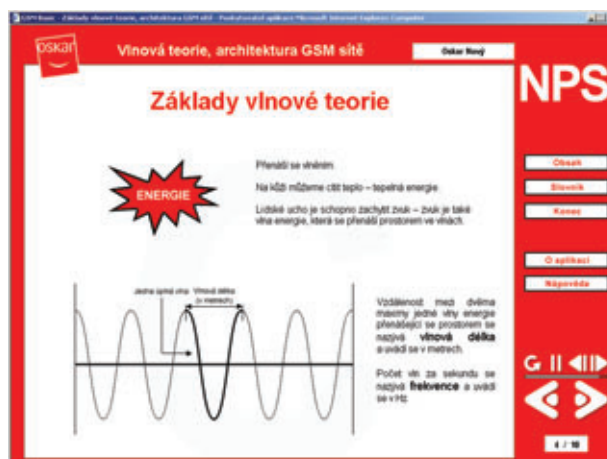 GSM Basic - Základy vlnové teorie, architektura GSM sítě - Poskytovatel aplikace Microsoft Internet Explorer Computer
oskar
Vlnová teorie, architektura GSM sítě
Oskar Nový
NPS
Základy vlnové teorie
ENERGIE
Přenáší se vlněním.
Na kůži můžeme cítit teplo – tepelná energie.
Lidské ucho je schopno zachytit zvuk – zvuk je také
vlna energie, která se přenáší prostorem ve vlnách.
Obsah
Slovník
Konec
O aplikaci
Nápověda
Jedna úplná vlna
Vlnová délka
(v metrech)
Vzdálenost mezi dvěma
maximy jedné vlny energie
přenášející se prostorem se
nazývá vlnová délka
a uvádí se v metrech.
Počet vln za sekundu se
nazývá frekvence a uvádí
se v Hz.
4 / 10